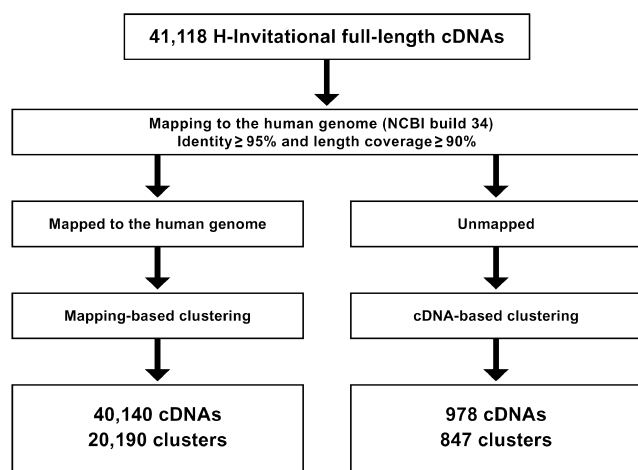 41,118 H-Invitational full-length cDNAs
Mapping to the human genome (NCBI build 34)
Identity ≥ 95% and length coverage ≥ 90%
Mapped to the human genome
Unmapped
Mapping-based clustering
cDNA-based clustering
40,140 cDNAs
20,190 clusters
978 cDNAs
847 clusters